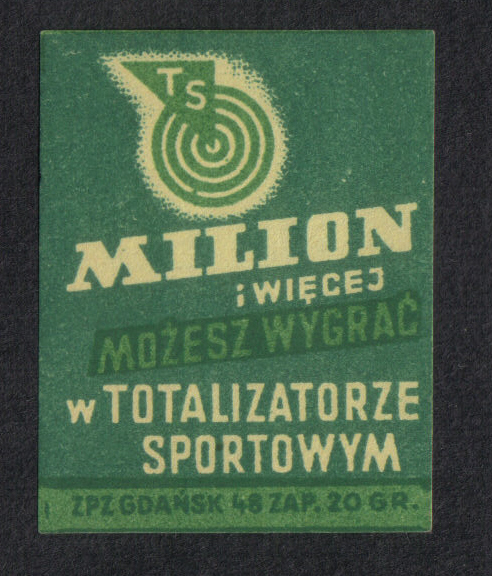 TS
MILION
i WIĘCEJ
MOŻESZ WYGRAĆ
w TOTALIZATORZE
SPORTOWYM
ZPZ GDAŃSK 48 ZAP. 20 GR.